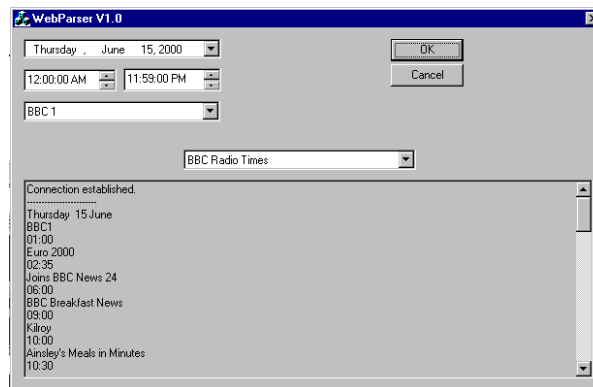 WebParser V1.0
Thursday , June 15, 2000
OK
12:00:00 AM 11:59:00 PM
Cancel
BBC 1
BBC Radio Times
Connection established.
------------------------
Thursday 15 June
BBC1
01:00
Euro 2000
02:35
Joins BBC News 24
06:00
BBC Breakfast News
09:00
Kilroy
10:00
Ainsley's Meals in Minutes
10:30